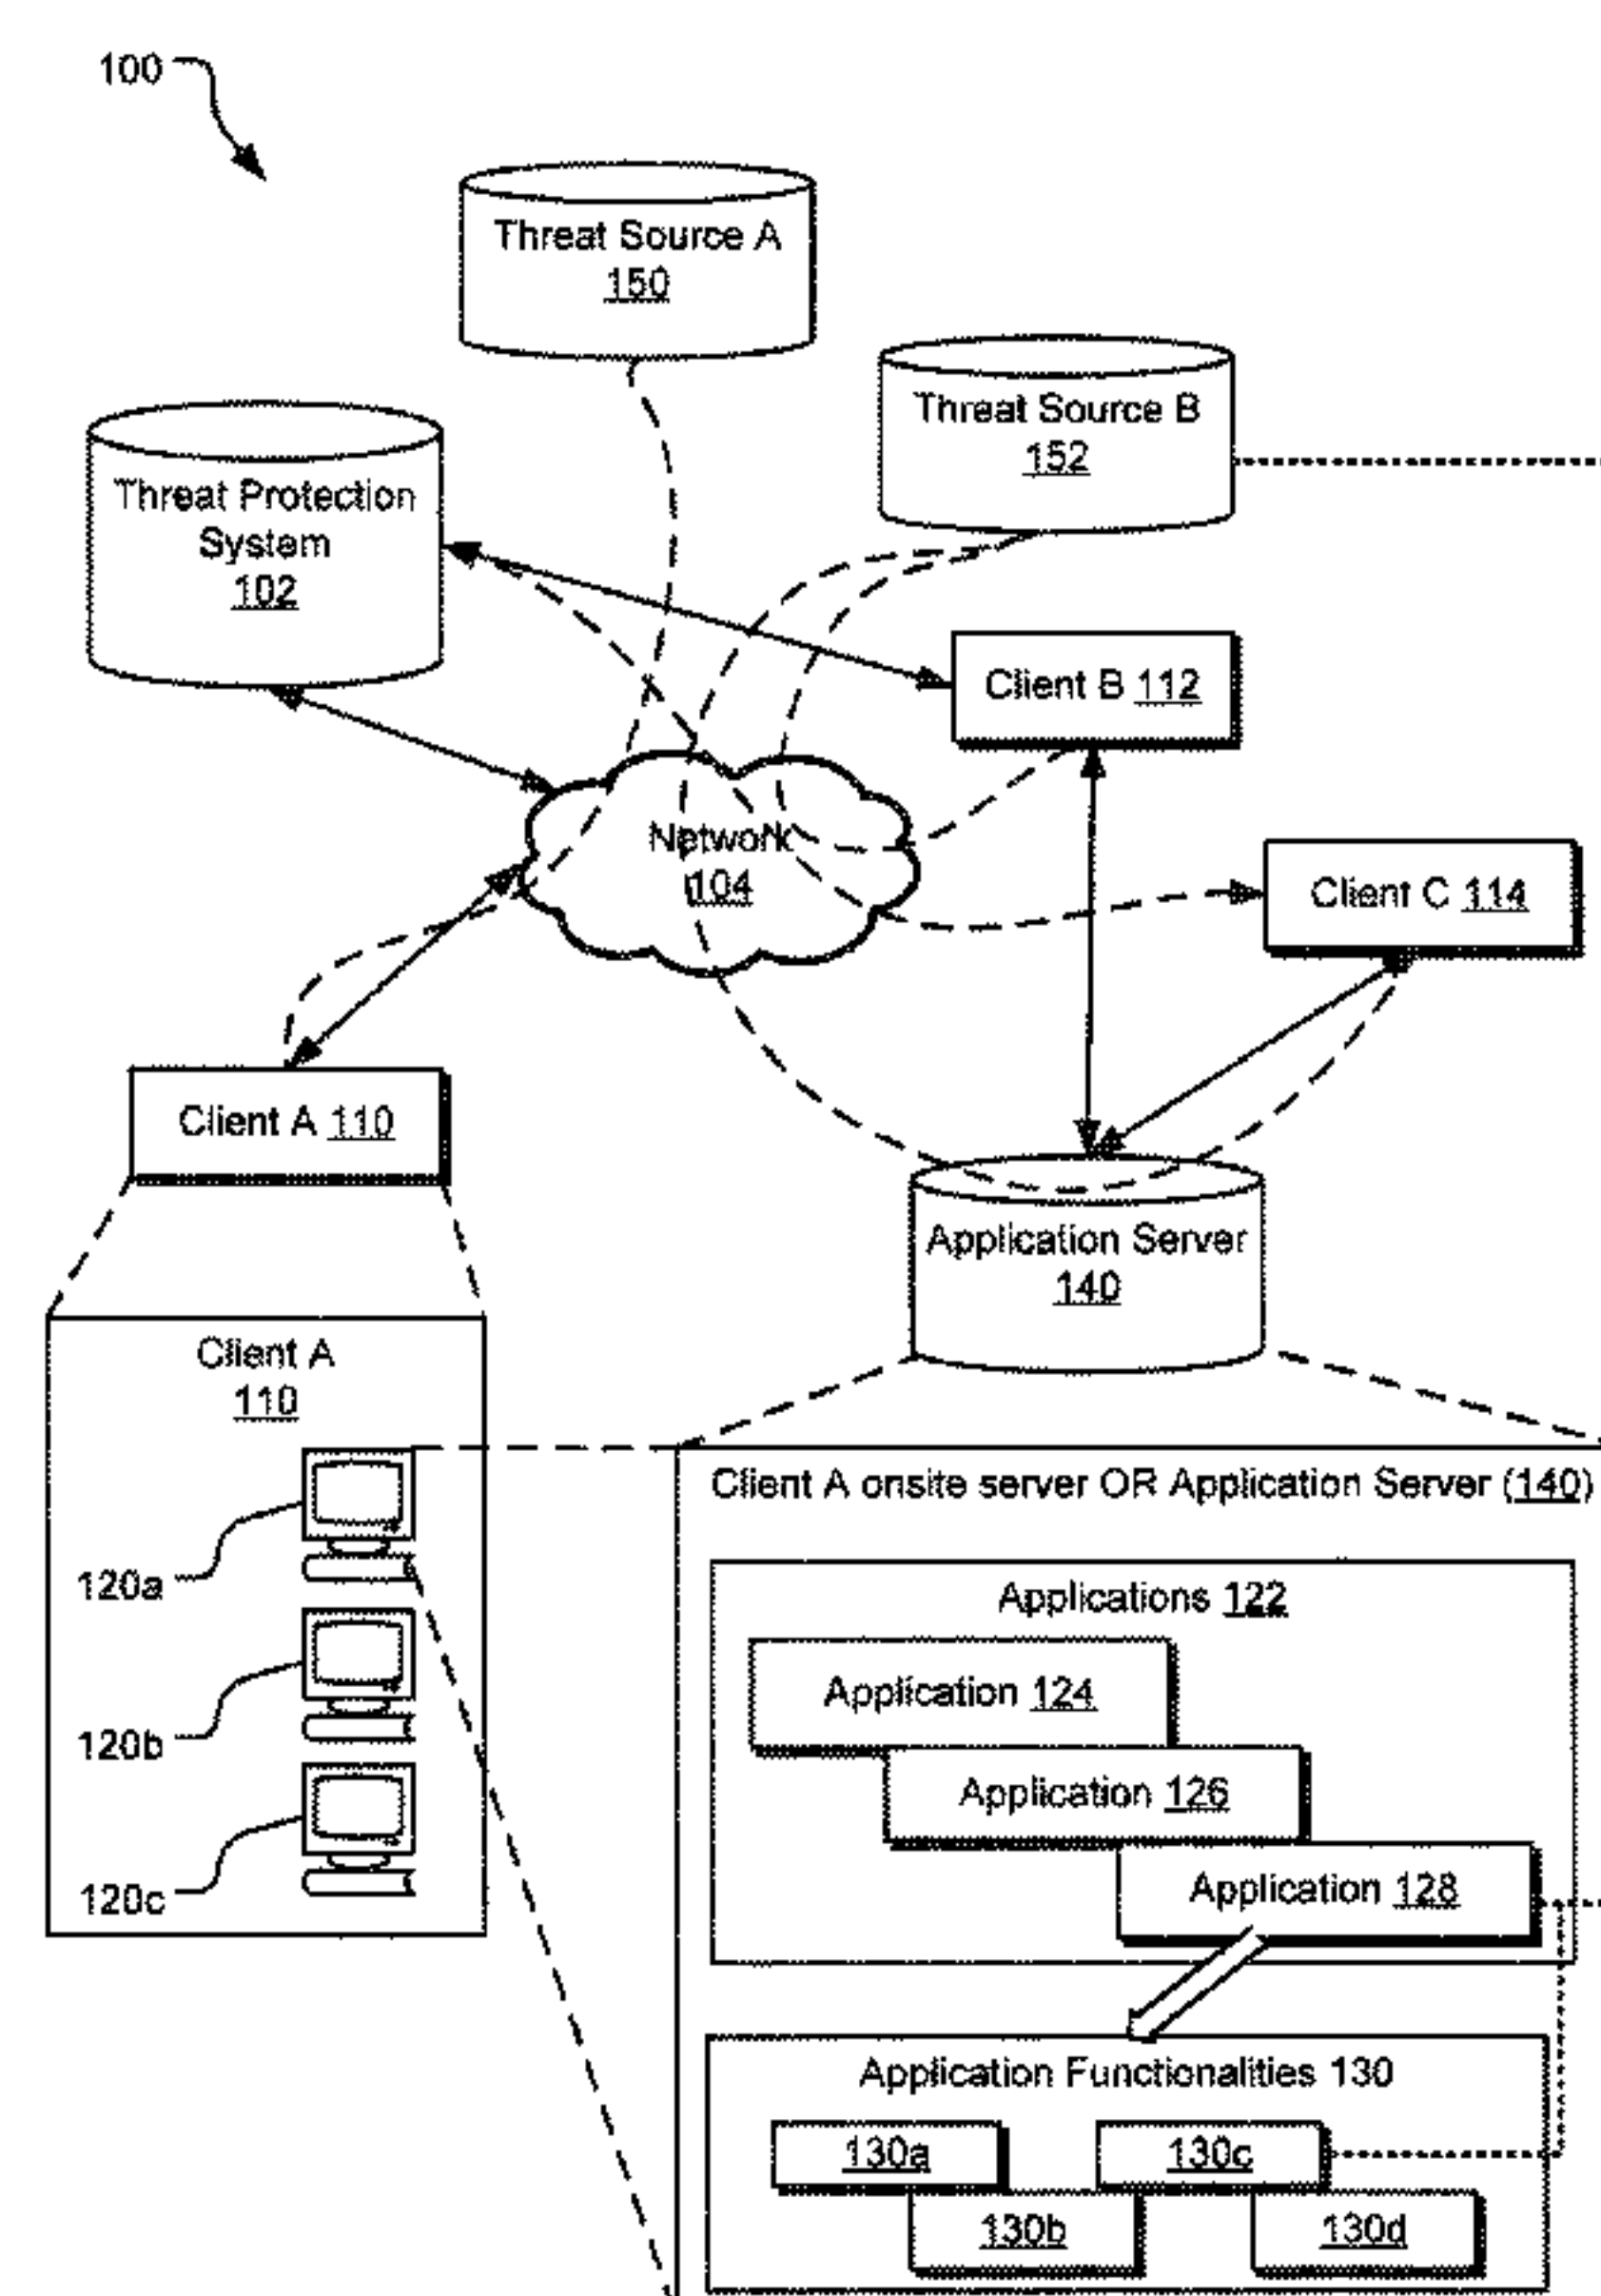 100
Threat Source A
150
Threat Source B
152
Threat Protection
System
102
Client B 112
Network
104
Client C 114
Client A 110
Application Server
140
Client A
110
120a
120b
120c
Client A onsite server OR Application Server (140)
Applications 122
Application 124
Application 126
Application 128
Application Functionalities 130
130a
130c
130b
130d